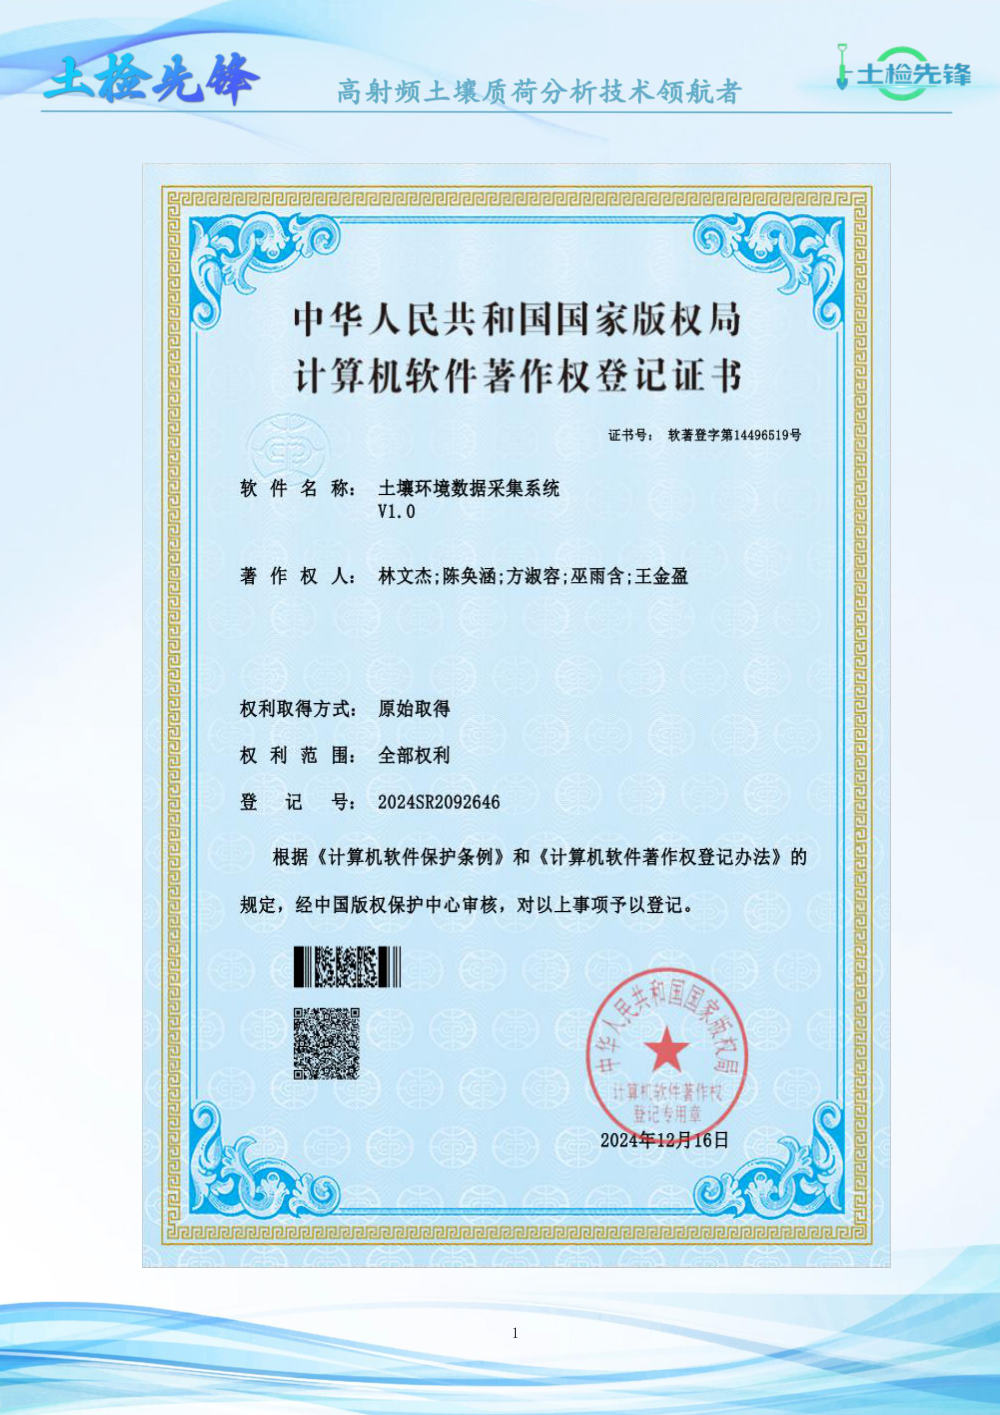 土检先锋
高射频土壤质荷分析技术领航者
土检先锋
中华人民共和国国家版权局
计算机软件著作权登记证书
证书号： 软著登字第14496519号
软件名称： 土壤环境数据采集系统
V1.0
著作权人： 林文杰;陈奂涵;方淑容;巫雨含;王金盈
权利取得方式： 原始取得
权利范围： 全部权利
登记号： 2024SR2092646
根据《计算机软件保护条例》和《计算机软件著作权登记办法》的
规定，经中国版权保护中心审核，对以上事项予以登记。
中华人民共和国国家版权局
计算机软件著作权
登记专用章
2024年12月16日
1